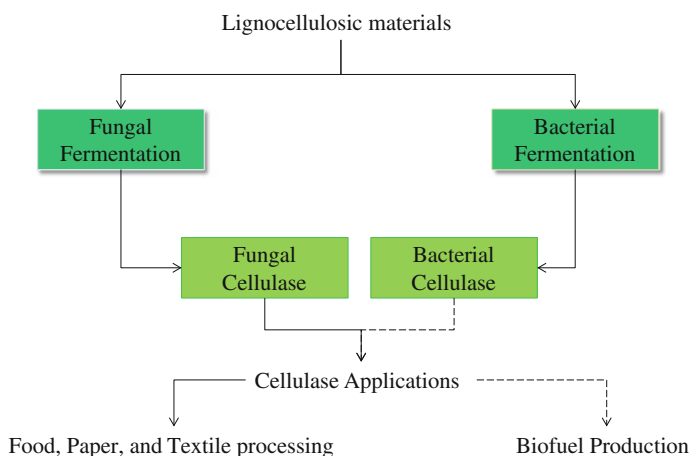 Lignocellulosic materials
Fungal
Fermentation
Bacterial
Fermentation
Fungal
Cellulase
Bacterial
Cellulase
Cellulase Applications
Food, Paper, and Textile processing
Biofuel Production